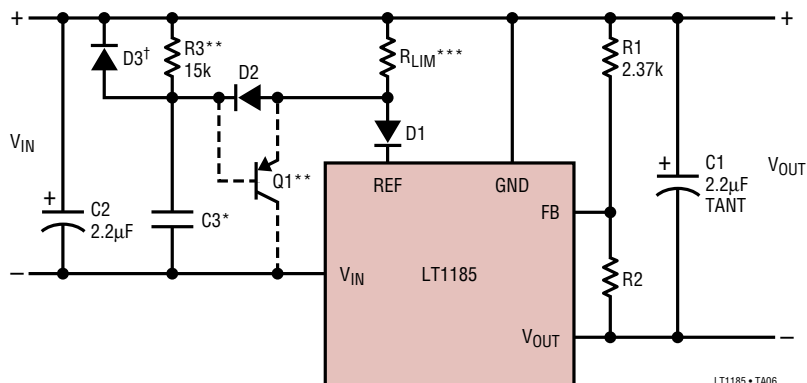 +
+
D3†
R3**
15k
D2
RLIM***
R1
2.37k
VIN
D1
+
C2
2.2µF
C3*
Q1**
REF
GND
FB
+
C1
2.2µF
TANT
VOUT
–
VIN
LT1185
R2
VOUT
–
LT1185 • TA06